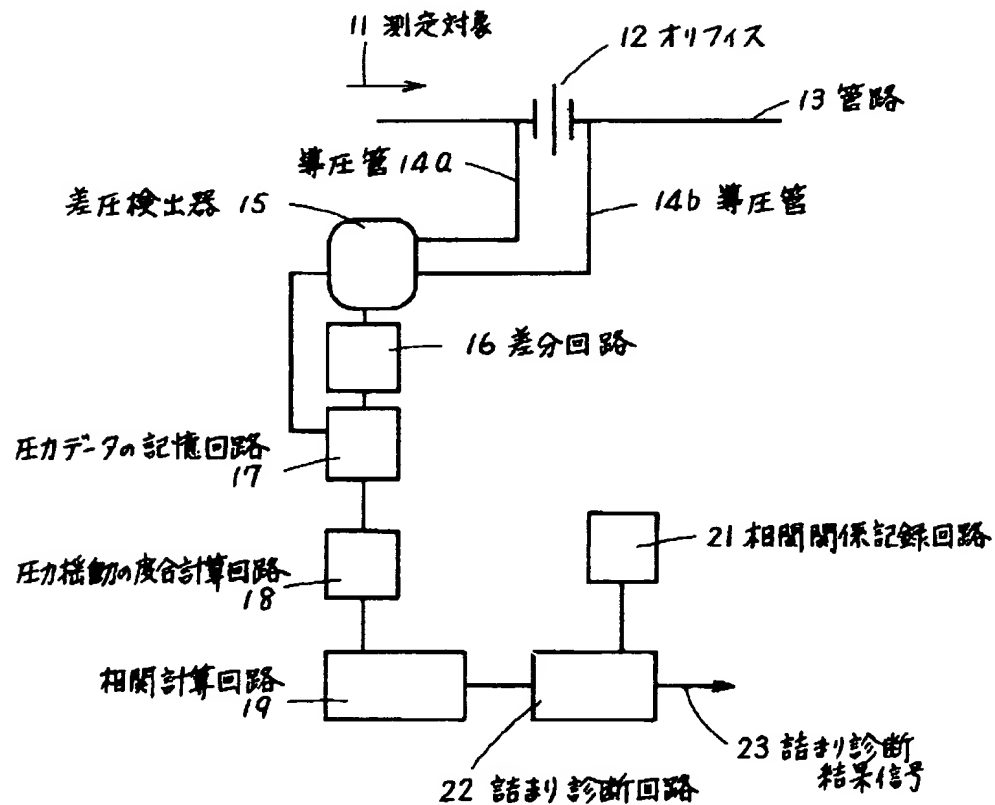 11 測定対象
12 オリフィス
13 管路
導圧管 14a
14b 導圧管
差圧検出器 15
16 差分回路
圧力データの記憶回路
17
圧力揺動の度合計算回路
18
21 相関関係記録回路
相関計算回路
19
22 詰まり診断回路
23 詰まり診断
結果信号